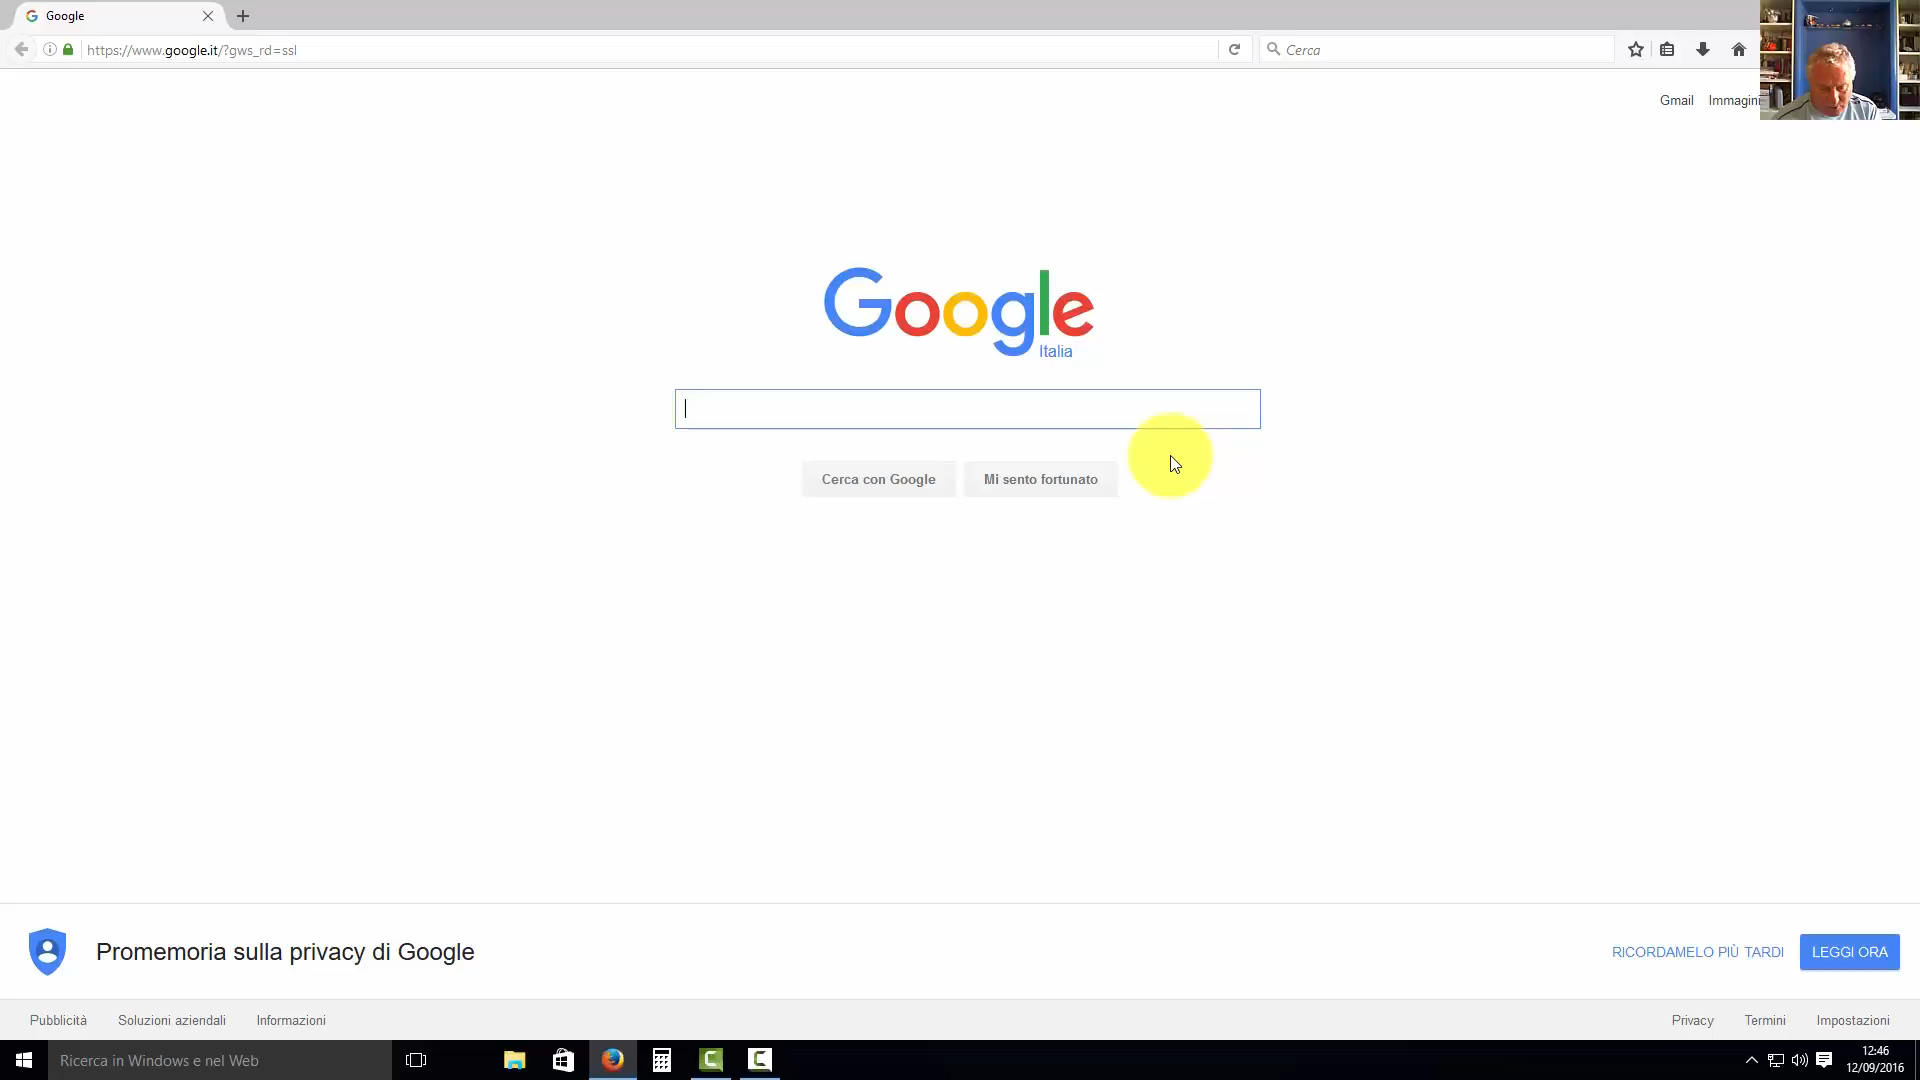 Google
https://www.google.it/?gws_rd=ssl
Cerca
Gmail Immagini
Google
Italia
Cerca con Google Mi sento fortunato
Promemoria sulla privacy di Google
RICORDAMELO PIÙ TARDI LEGGI ORA
Pubblicità Soluzioni aziendali Informazioni Privacy Termini Impostazioni
Ricerca in Windows e nel Web
12:46
12/09/2016